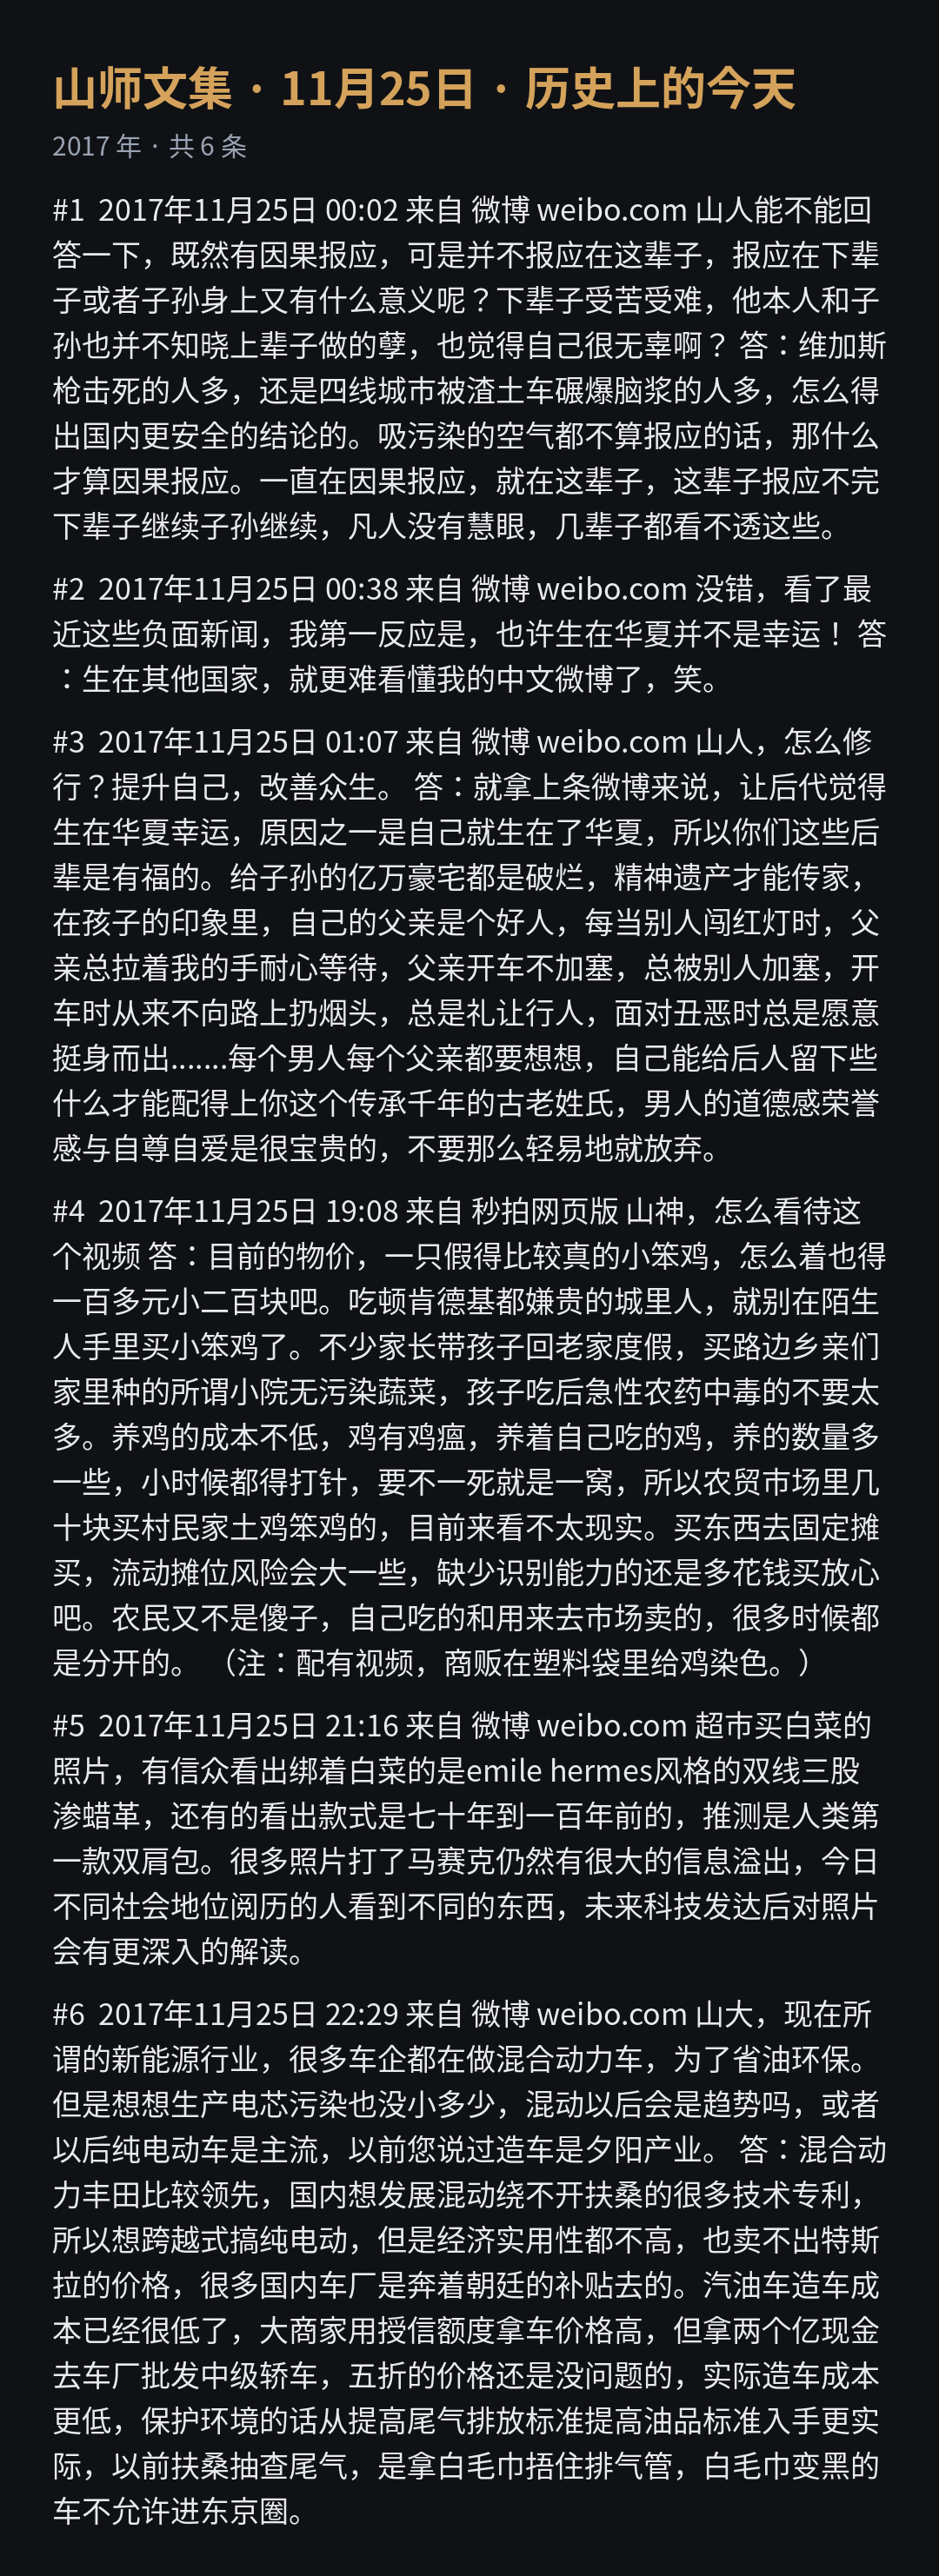 山师文集 · 11月25日 · 历史上的今天
2017 年 · 共 6 条
#1 2017年11月25日 00:02 来自 微博 weibo.com 山人能不能回
答一下，既然有因果报应，可是并不报应在这辈子，报应在下辈
子或者子孙身上又有什么意义呢？下辈子受苦受难，他本人和子
孙也并不知晓上辈子做的孽，也觉得自己很无辜啊？ 答：维加斯
枪击死的人多，还是四线城市被渣土车碾爆脑浆的人多，怎么得
出国内更安全的结论的。吸污染的空气都不算报应的话，那什么
才算因果报应。一直在因果报应，就在这辈子，这辈子报应不完
下辈子继续子孙继续，凡人没有慧眼，几辈子都看不透这些。
#2 2017年11月25日 00:38 来自 微博 weibo.com 没错，看了最
近这些负面新闻，我第一反应是，也许生在华夏并不是幸运！ 答
：生在其他国家，就更难看懂我的中文微博了，笑。
#3 2017年11月25日 01:07 来自 微博 weibo.com 山人，怎么修
行？提升自己，改善众生。 答：就拿上条微博来说，让后代觉得
生在华夏幸运，原因之一是自己就生在了华夏，所以你们这些后
辈是有福的。给子孙的亿万豪宅都是破烂，精神遗产才能传家，
在孩子的印象里，自己的父亲是个好人，每当别人闯红灯时，父
亲总拉着我的手耐心等待，父亲开车不加塞，总被别人加塞，开
车时从来不向路上扔烟头，总是礼让行人，面对丑恶时总是愿意
挺身而出.......每个男人每个父亲都要想想，自己能给后人留下些
什么才能配得上你这个传承千年的古老姓氏，男人的道德感荣誉
感与自尊自爱是很宝贵的，不要那么轻易地就放弃。
#4 2017年11月25日 19:08 来自 秒拍网页版 山神，怎么看待这
个视频 答：目前的物价，一只假得比较真的小笨鸡，怎么着也得
一百多元小二百块吧。吃顿肯德基都嫌贵的城里人，就别在陌生
人手里买小笨鸡了。不少家长带孩子回老家度假，买路边乡亲们
家里种的所谓小院无污染蔬菜，孩子吃后急性农药中毒的不要太
多。养鸡的成本不低，鸡有鸡瘟，养着自己吃的鸡，养的数量多
一些，小时候都得打针，要不一死就是一窝，所以农贸市场里几
十块买村民家土鸡笨鸡的，目前来看不太现实。买东西去固定摊
买，流动摊位风险会大一些，缺少识别能力的还是多花钱买放心
吧。农民又不是傻子，自己吃的和用来去市场卖的，很多时候都
是分开的。 （注：配有视频，商贩在塑料袋里给鸡染色。）
#5 2017年11月25日 21:16 来自 微博 weibo.com 超市买白菜的
照片，有信众看出绑着白菜的是emile hermes风格的双线三股
渗蜡革，还有的看出款式是七十年到一百年前的，推测是人类第
一款双肩包。很多照片打了马赛克仍然有很大的信息溢出，今日
不同社会地位阅历的人看到不同的东西，未来科技发达后对照片
会有更深入的解读。
#6 2017年11月25日 22:29 来自 微博 weibo.com 山大，现在所
谓的新能源行业，很多车企都在做混合动力车，为了省油环保。
但是想想生产电芯污染也没小多少，混动以后会是趋势吗，或者
以后纯电动车是主流，以前您说过造车是夕阳产业。 答：混合动
力丰田比较领先，国内想发展混动绕不开扶桑的很多技术专利，
所以想跨越式搞纯电动，但是经济实用性都不高，也卖不出特斯
拉的价格，很多国内车厂是奔着朝廷的补贴去的。汽油车造车成
本已经很低了，大商家用授信额度拿车价格高，但拿两个亿现金
去车厂批发中级轿车，五折的价格还是没问题的，实际造车成本
更低，保护环境的话从提高尾气排放标准提高油品标准入手更实
际，以前扶桑抽查尾气，是拿白毛巾捂住排气管，白毛巾变黑的
车不允许进东京圈。